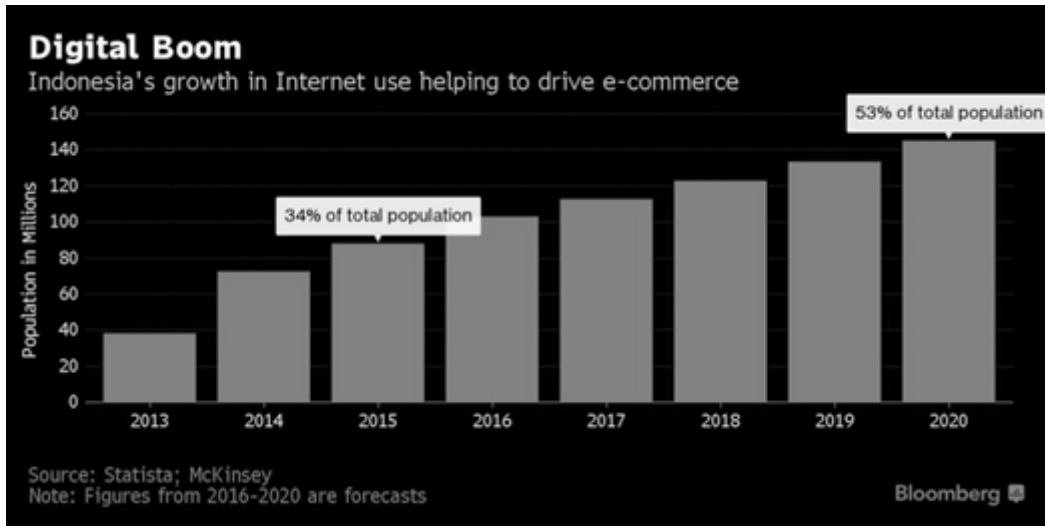 Digital Boom
Indonesia's growth in Internet use helping to drive e-commerce
160
53% of total population
140
120
34% of total population
100
80
60
40
20
0
Population in Millions
2013 2014 2015 2016 2017 2018 2019 2020
Source: Statista; McKinsey
Note: Figures from 2016-2020 are forecasts
Bloomberg